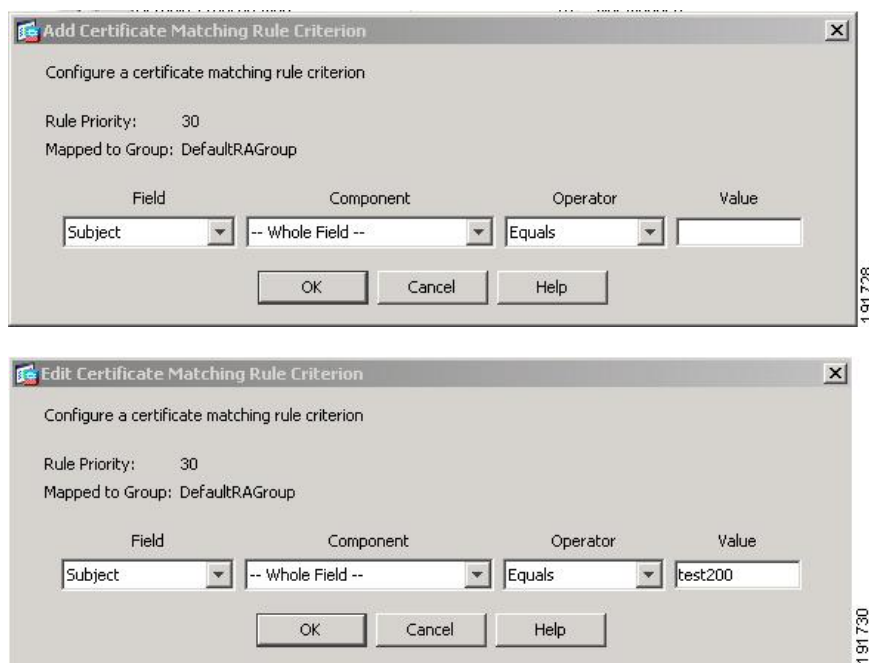 Add Certificate Matching Rule Criterion
Configure a certificate matching rule criterion
Rule Priority: 30
Mapped to Group: DefaultRAGroup
Field Component Operator Value
Subject -- Whole Field -- Equals
OK Cancel Help
191728
Edit Certificate Matching Rule Criterion
Configure a certificate matching rule criterion
Rule Priority: 30
Mapped to Group: DefaultRAGroup
Field Component Operator Value
Subject -- Whole Field -- Equals test200
OK Cancel Help
191730